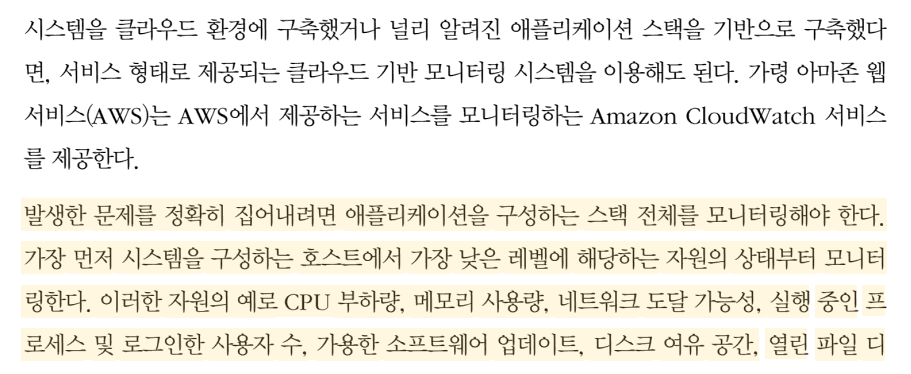 시스템을 클라우드 환경에 구축했거나 널리 알려진 애플리케이션 스택을 기반으로 구축했다
면, 서비스 형태로 제공되는 클라우드 기반 모니터링 시스템을 이용해도 된다. 가령 아마존 웹
서비스(AWS)는 AWS에서 제공하는 서비스를 모니터링하는 Amazon CloudWatch 서비스
를 제공한다.
발생한 문제를 정확히 집어내려면 애플리케이션을 구성하는 스택 전체를 모니터링해야 한다.
가장 먼저 시스템을 구성하는 호스트에서 가장 낮은 레벨에 해당하는 자원의 상태부터 모니터
링한다. 이러한 자원의 예로 CPU 부하량, 메모리 사용량, 네트워크 도달 가능성, 실행 중인 프
로세스 및 로그인한 사용자 수, 가용한 소프트웨어 업데이트, 디스크 여유 공간, 열린 파일 디